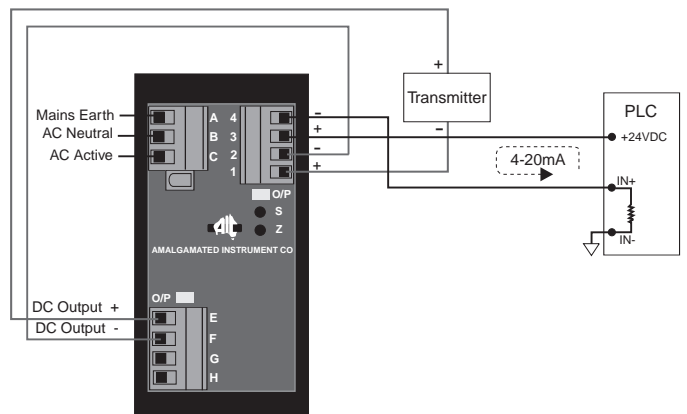 +
Transmitter
-
PLC
+24VDC
4-20mA
IN+
IN-
Mains Earth
AC Neutral
AC Active
A
B
C
4
3
2
1
-
+
-
+
O/P
S
Z
AIC
AMALGAMATED INSTRUMENT CO
O/P
DC Output +
DC Output -
E
F
G
H